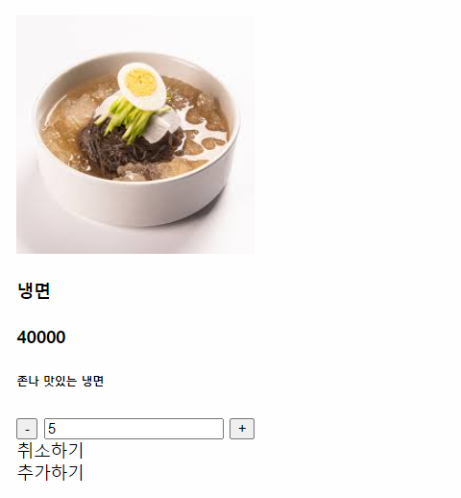 냉면
40000
존나 맛있는 냉면
- 5 +
취소하기
추가하기